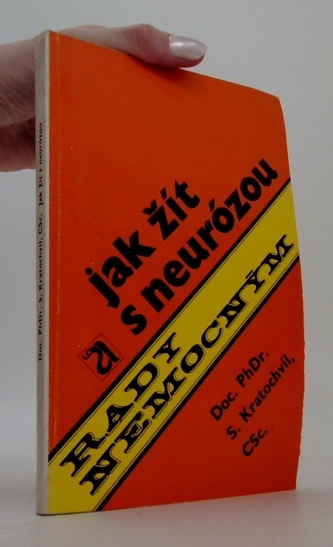 Doc. PhDr. S. Kratochvíl, CSc. jak žít s neurózou
jak žít
s neurózou
RADY
NEMOCNÝM
Doc. PhDr.
S. Kratochvíl,
CSc.